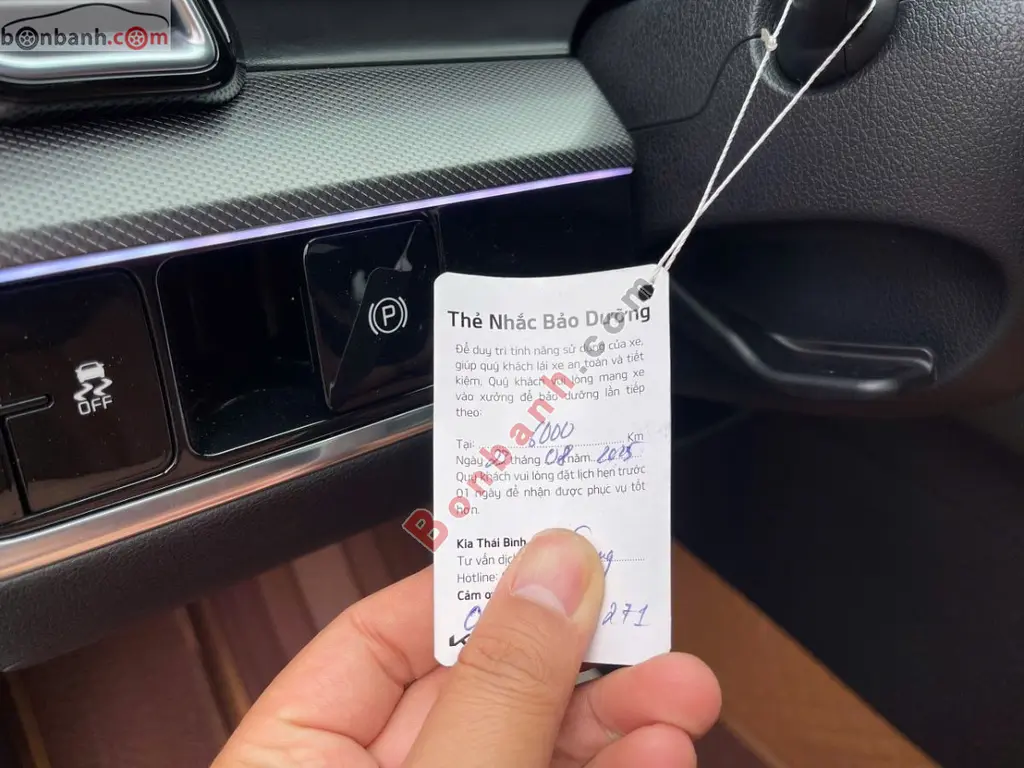 bonbanh.com
P
OFF
Thẻ Nhắc Bảo Dưỡng
Để duy trì tính năng sử dụng của xe,
giúp quý khách lái xe an toàn và tiết
kiệm, Quý khách vui lòng mang xe
vào xưởng để bảo dưỡng lần tiếp
theo:
Tại: 6000 Km
Ngày tháng 08 năm
Quý khách vui lòng đặt lịch hẹn trước
01 ngày để nhận được phục vụ tốt
hơn.
Kia Thái Bình
Tư vấn dịch
Hotline:
Cảm ơ
271
Bonbanh.com